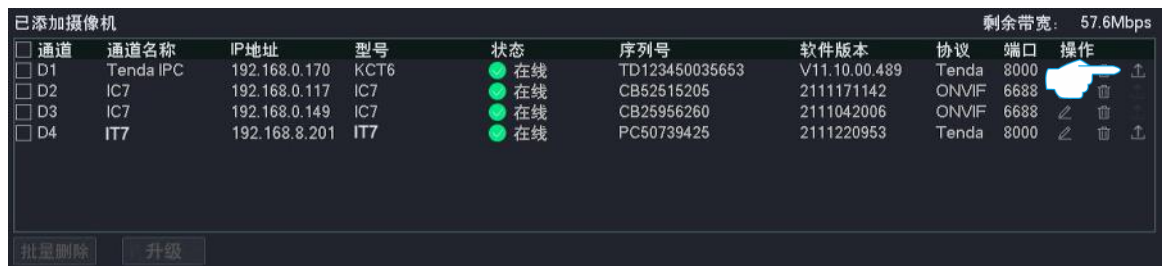 已添加摄像机 剩余带宽: 57.6Mbps
通道 通道名称 IP地址 型号 状态 序列号 软件版本 协议 端口 操作
D1 Tenda IPC 192.168.0.170 KCT6 在线 TD123450035653 V11.10.00.489 Tenda 8000
D2 IC7 192.168.0.117 IC7 在线 CB52515205 2111171142 ONVIF 6688
D3 IC7 192.168.0.149 IC7 在线 CB25956260 2111042006 ONVIF 6688
D4 IT7 192.168.8.201 IT7 在线 PC50739425 2111220953 Tenda 8000
批量删除 升级